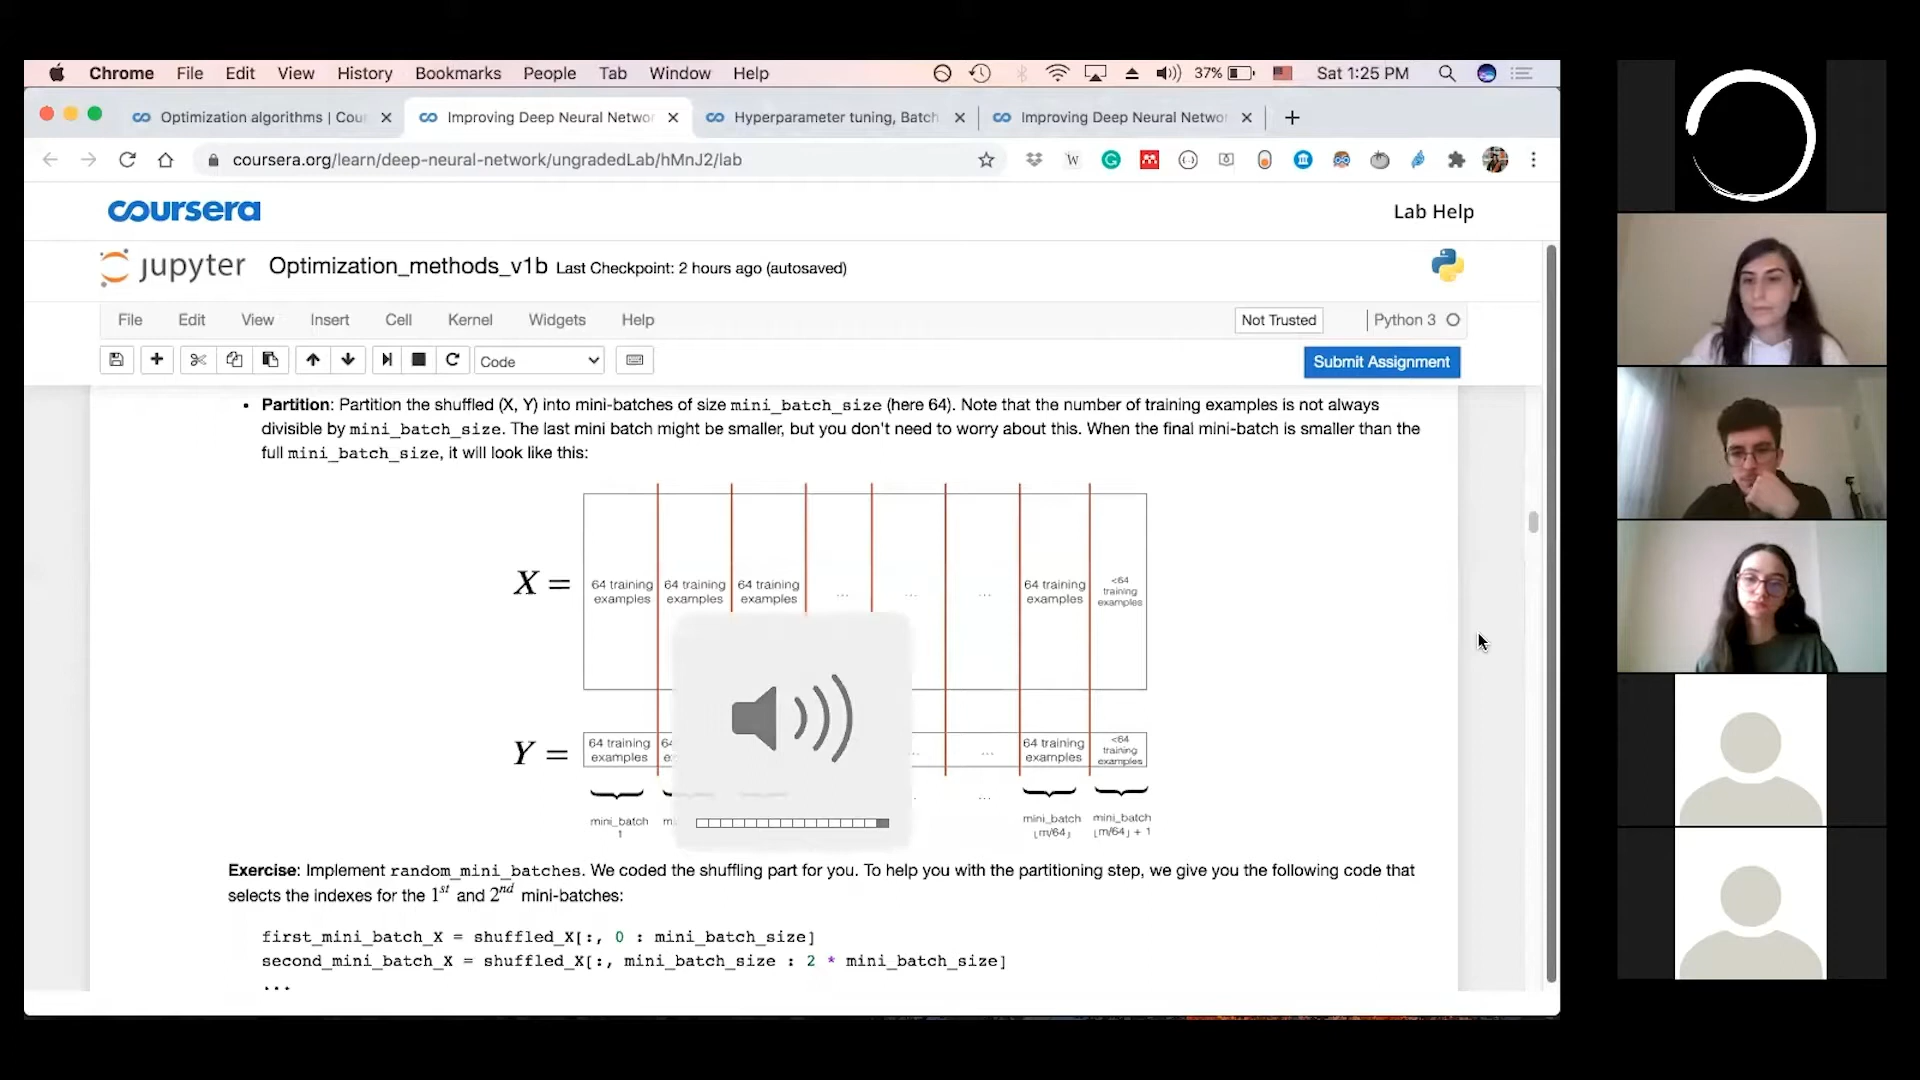 Chrome File Edit View History Bookmarks People Tab Window Help 37% Sat 1:25 PM
Optimization algorithms | Cour Improving Deep Neural Networ Hyperparameter tuning, Batch Improving Deep Neural Networ
coursera.org/learn/deep-neural-network/ungradedLab/hMnJ2/lab
coursera Lab Help
jupyter Optimization_methods_v1b Last Checkpoint: 2 hours ago (autosaved)
File Edit View Insert Cell Kernel Widgets Help Not Trusted Python 3
Code Submit Assignment
• Partition: Partition the shuffled (X, Y) into mini-batches of size mini_batch_size (here 64). Note that the number of training examples is not always
divisible by mini_batch_size. The last mini batch might be smaller, but you don't need to worry about this. When the final mini-batch is smaller than the
full mini_batch_size, it will look like this:
X = 64 training examples 64 training examples 64 training examples ... ... ... 64 training examples <64 training examples
Y = 64 training examples 64 ... 64 training examples <64 training examples
mini_batch 1 ... mini_batch ⌊m/64⌋ mini_batch ⌊m/64⌋ + 1
Exercise: Implement random_mini_batches. We coded the shuffling part for you. To help you with the partitioning step, we give you the following code that
selects the indexes for the 1st and 2nd mini-batches:
first_mini_batch_X = shuffled_X[:, 0 : mini_batch_size]
second_mini_batch_X = shuffled_X[:, mini_batch_size : 2 * mini_batch_size]
...